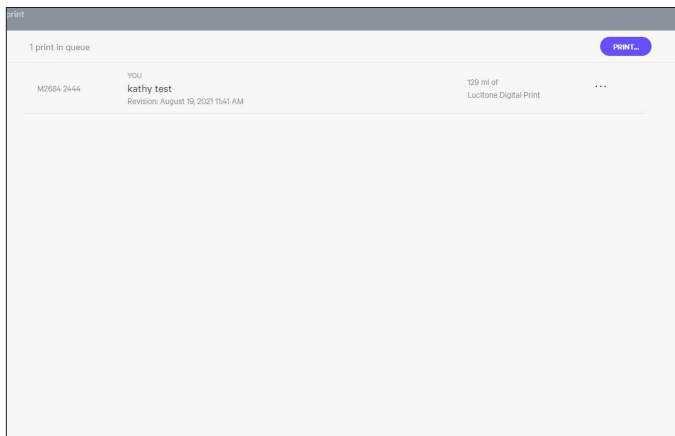 print
1 print in queue
PRINT...
YOU
M2684 2444
kathy test
Revision: August 19, 2021 11:41 AM
129 ml of
Lucitone Digital Print
...